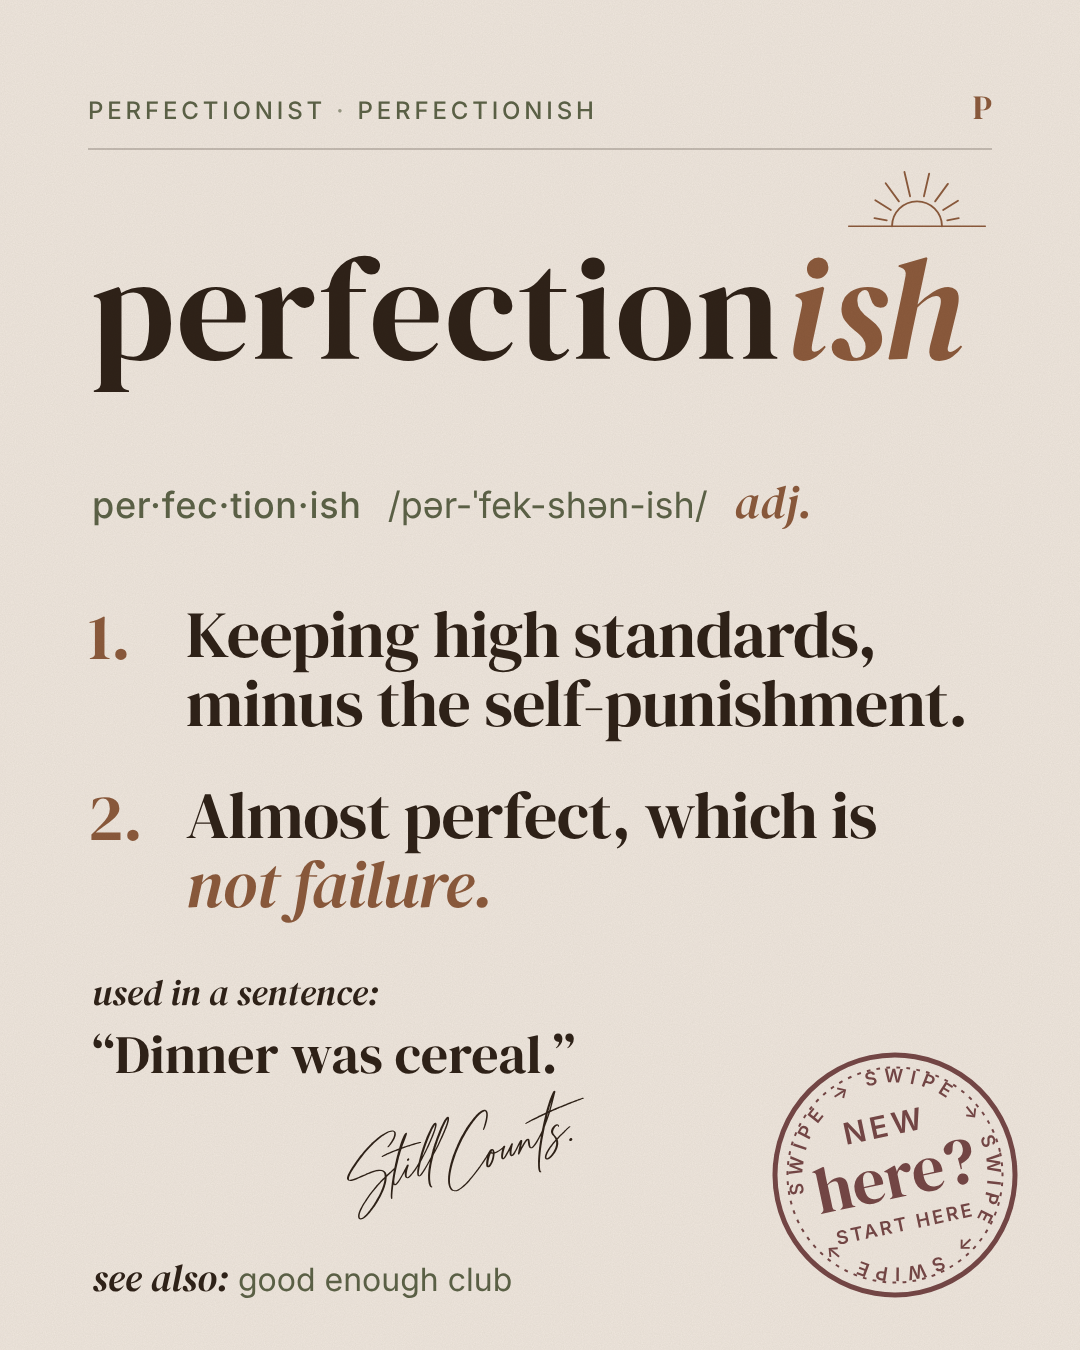 PERFECTIONIST · PERFECTIONISH
P
perfectionish
per·fec·tion·ish /pər-ˈfek-shən-ish/ adj.
1. Keeping high standards,
minus the self-punishment.
2. Almost perfect, which is
not failure.
used in a sentence:
“Dinner was cereal.”
Still Counts.
SWIPE → SWIPE → SWIPE → SWIPE →
NEW
here?
START HERE
see also: good enough club